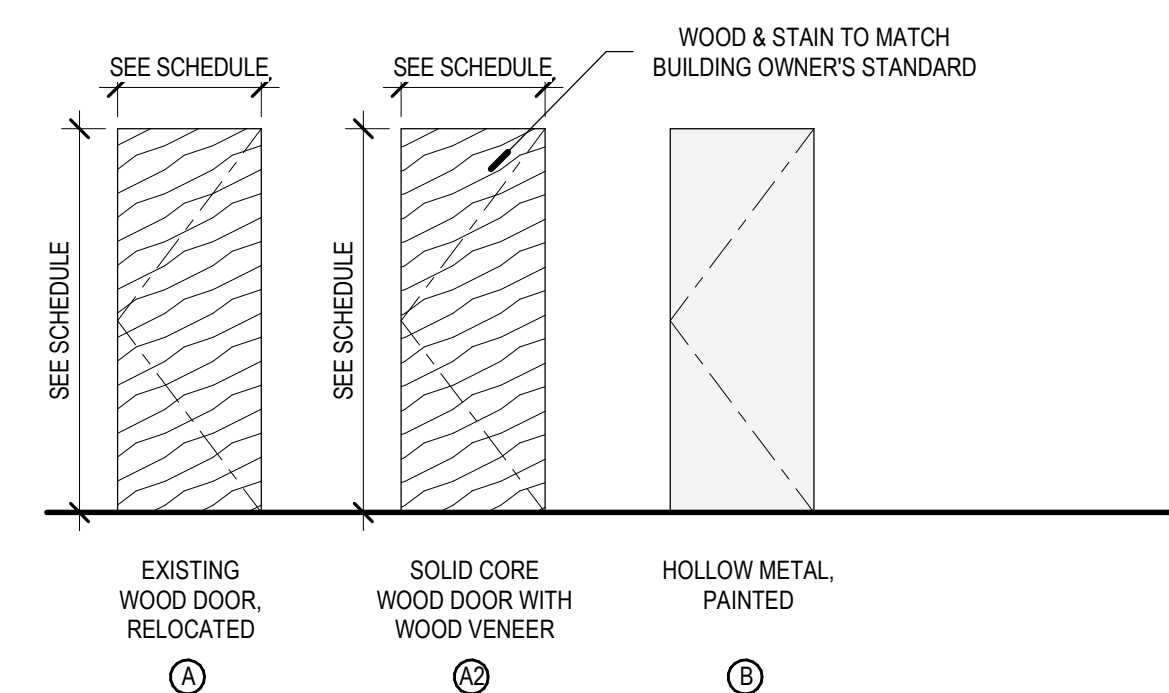 WOOD & STAIN TO MATCH
BUILDING OWNER'S STANDARD
SEE SCHEDULE,
SEE SCHEDULE,
SEE SCHEDULE
SEE SCHEDULE
EXISTING
WOOD DOOR,
RELOCATED
A
SOLID CORE
WOOD DOOR WITH
WOOD VENEER
A2
HOLLOW METAL,
PAINTED
B